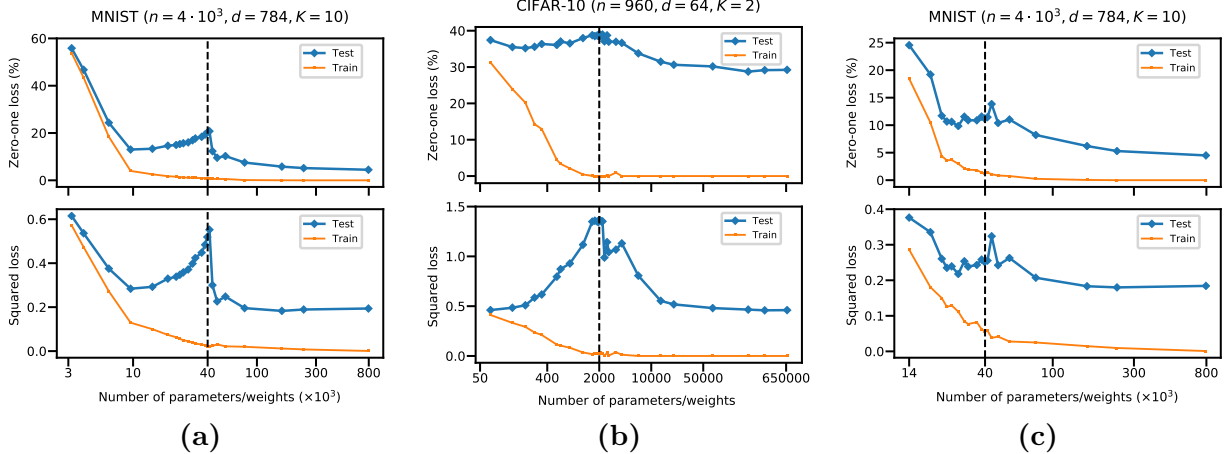 MNIST (n = 4 · 10³, d = 784, K = 10)
60
40
20
0
Zero-one loss (%)
Test
Train
0.6
0.4
0.2
0.0
Squared loss
Test
Train
3
10
40
100
300
800
Number of parameters/weights (×10³)
(a)
CIFAR-10 (n = 960, d = 64, K = 2)
40
30
20
10
0
Zero-one loss (%)
Test
Train
1.5
1.0
0.5
0.0
Squared loss
Test
Train
50
400
2000
10000
50000
650000
Number of parameters/weights
(b)
MNIST (n = 4 · 10³, d = 784, K = 10)
25
20
15
10
5
0
Zero-one loss (%)
Test
Train
0.4
0.3
0.2
0.1
0.0
Squared loss
Test
Train
14
40
100
300
800
Number of parameters/weights (×10³)
(c)